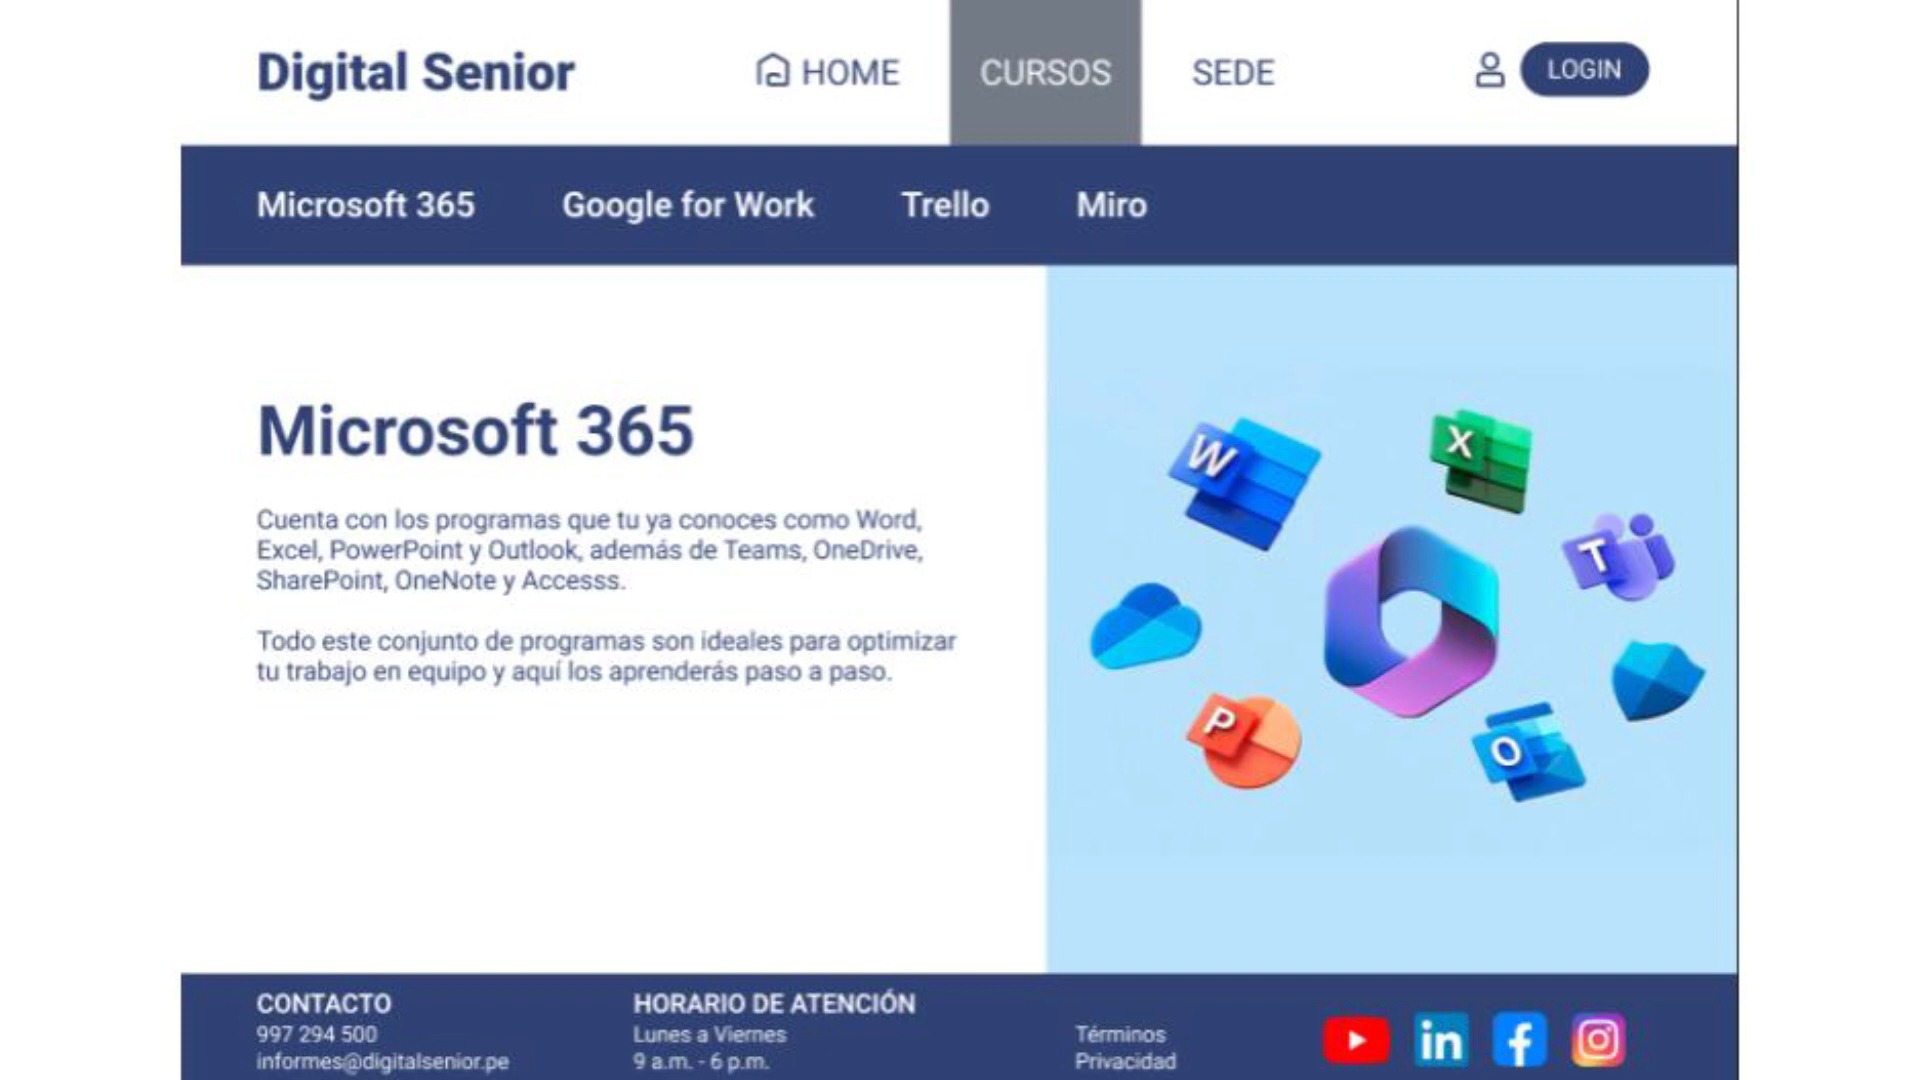 Digital Senior
HOME
CURSOS
SEDE
LOGIN
Microsoft 365
Google for Work
Trello
Miro
Microsoft 365
Cuenta con los programas que tu ya conoces como Word,
Excel, PowerPoint y Outlook, además de Teams, OneDrive,
SharePoint, OneNote y Accesss.
Todo este conjunto de programas son ideales para optimizar
tu trabajo en equipo y aquí los aprenderás paso a paso.
W
X
T
P
O
CONTACTO
997 294 500
informes@digitalsenior.pe
HORARIO DE ATENCIÓN
Lunes a Viernes
9 a.m. - 6 p.m.
Términos
Privacidad
in
f